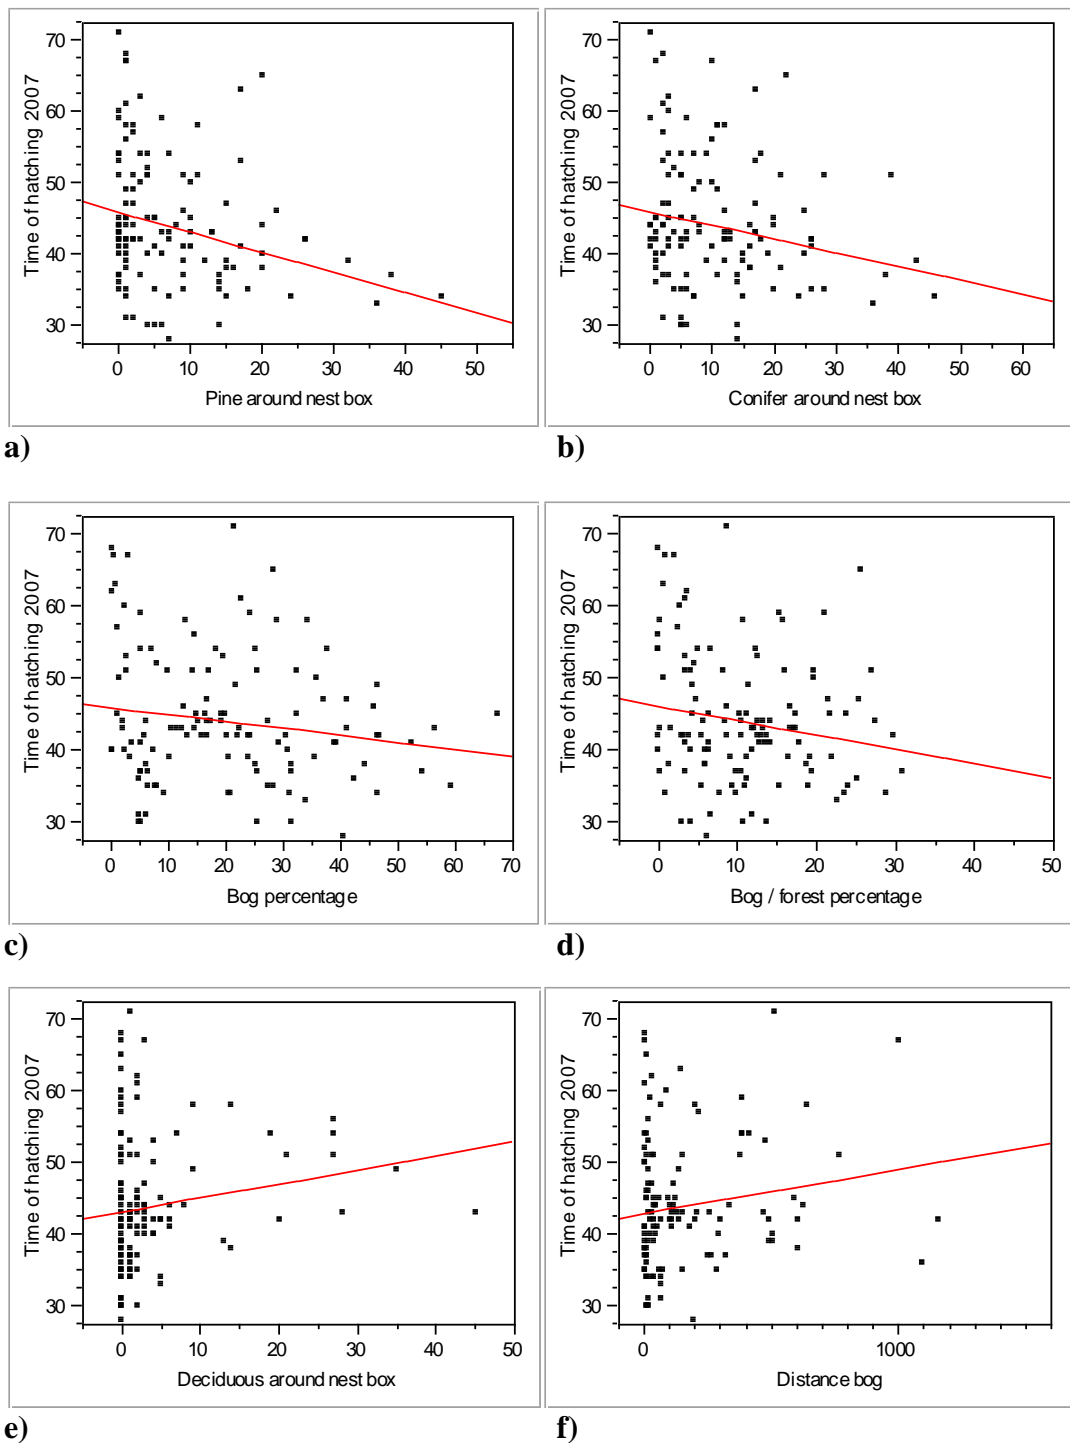 70
60
50
40
30
Time of hatching 2007
0 10 20 30 40 50
Pine around nest box
a)
70
60
50
40
30
Time of hatching 2007
0 10 20 30 40 50 60
Conifer around nest box
b)
70
60
50
40
30
Time of hatching 2007
0 10 20 30 40 50 60 70
Bog percentage
c)
70
60
50
40
30
Time of hatching 2007
0 10 20 30 40 50
Bog / forest percentage
d)
70
60
50
40
30
Time of hatching 2007
0 10 20 30 40 50
Deciduous around nest box
e)
70
60
50
40
30
Time of hatching 2007
0 1000
Distance bog
f)